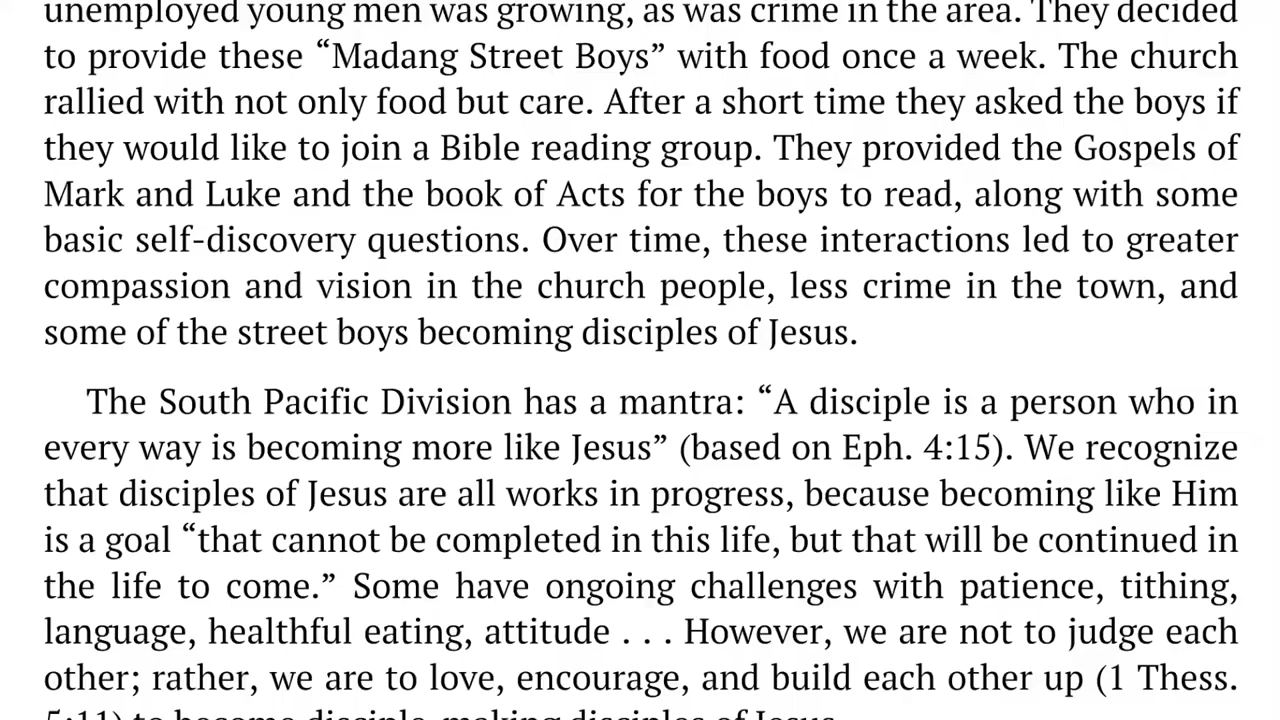 unemployed young men was growing, as was crime in the area. They decided
to provide these “Madang Street Boys” with food once a week. The church
rallied with not only food but care. After a short time they asked the boys if
they would like to join a Bible reading group. They provided the Gospels of
Mark and Luke and the book of Acts for the boys to read, along with some
basic self-discovery questions. Over time, these interactions led to greater
compassion and vision in the church people, less crime in the town, and
some of the street boys becoming disciples of Jesus.
The South Pacific Division has a mantra: “A disciple is a person who in
every way is becoming more like Jesus” (based on Eph. 4:15). We recognize
that disciples of Jesus are all works in progress, because becoming like Him
is a goal “that cannot be completed in this life, but that will be continued in
the life to come.” Some have ongoing challenges with patience, tithing,
language, healthful eating, attitude . . . However, we are not to judge each
other; rather, we are to love, encourage, and build each other up (1 Thess.
5:11) to become disciple-making disciples of Jesus.